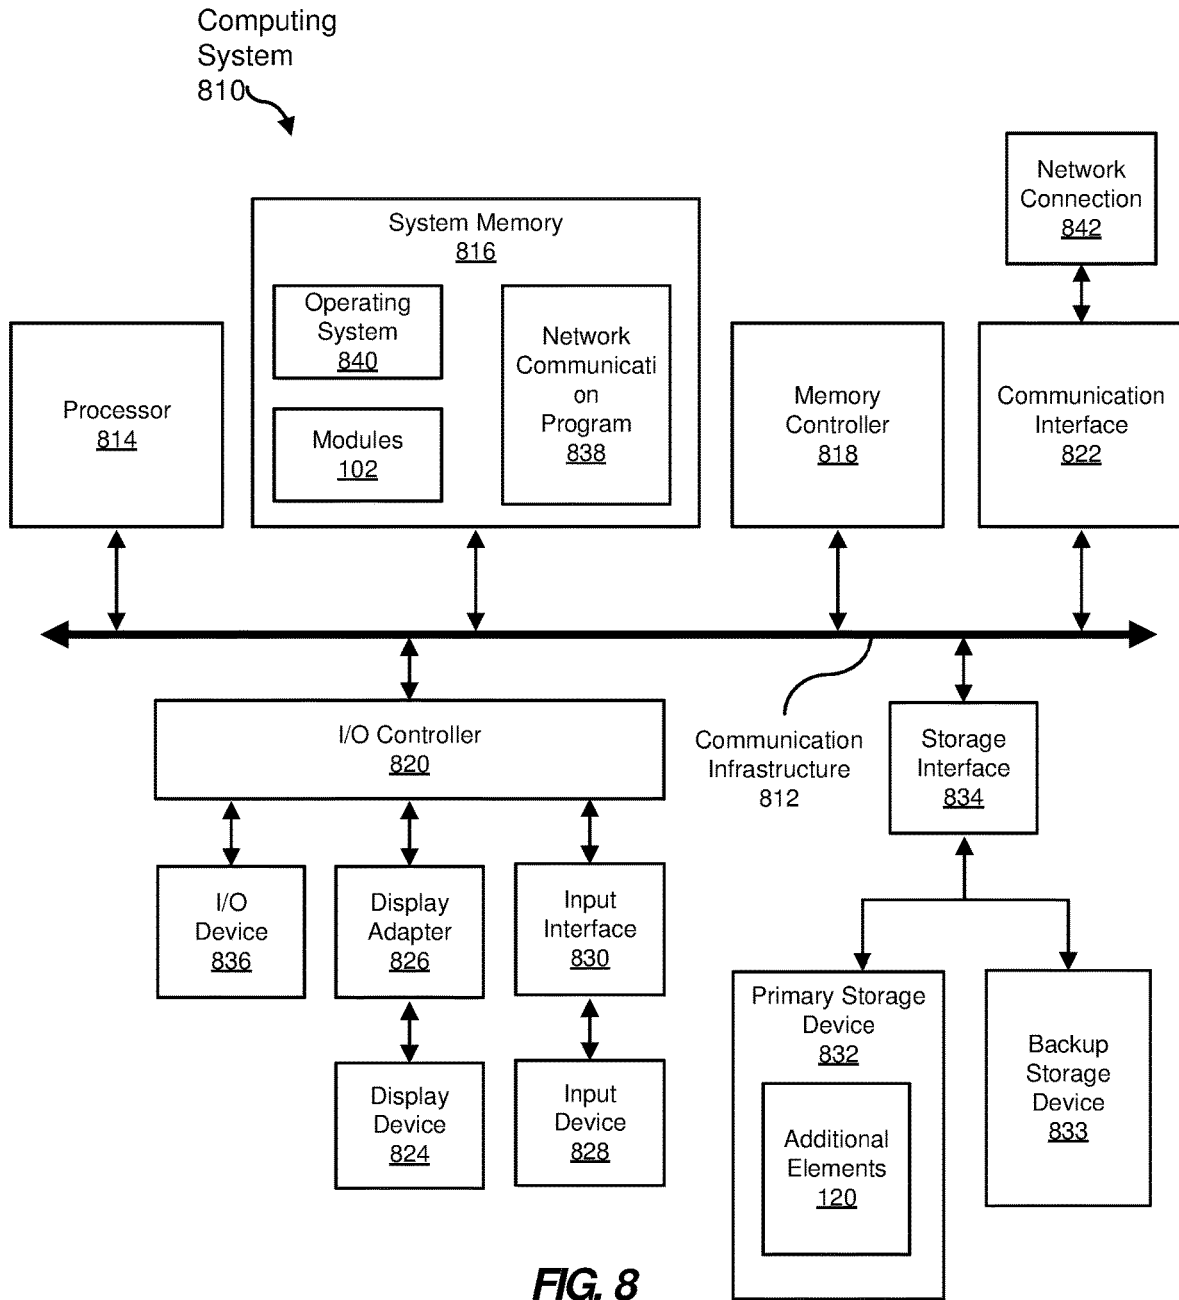 Computing
System
810
Network
Connection
842
System Memory
816
Operating
System
840
Network
Communicati
on
Program
838
Modules
102
Processor
814
Memory
Controller
818
Communication
Interface
822
I/O Controller
820
Communication
Infrastructure
812
Storage
Interface
834
I/O
Device
836
Display
Adapter
826
Input
Interface
830
Display
Device
824
Input
Device
828
Primary Storage
Device
832
Additional
Elements
120
Backup
Storage
Device
833
FIG. 8